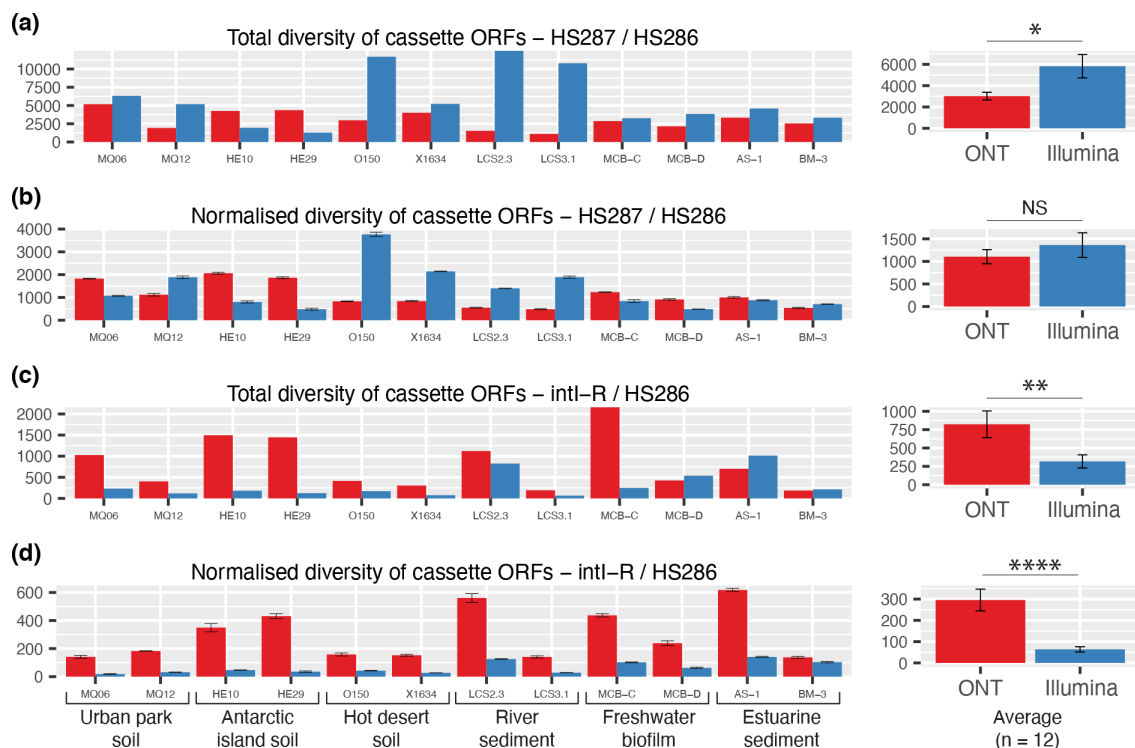 (a)
Total diversity of cassette ORFs – HS287 / HS286
10000
7500
5000
2500
0
MQ06 MQ12 HE10 HE29 O150 X1634 LCS2.3 LCS3.1 MCB−C MCB−D AS−1 BM−3
*
6000
4000
2000
0
ONT Illumina
(b)
Normalised diversity of cassette ORFs – HS287 / HS286
4000
3000
2000
1000
0
MQ06 MQ12 HE10 HE29 O150 X1634 LCS2.3 LCS3.1 MCB−C MCB−D AS−1 BM−3
NS
1500
1000
500
0
ONT Illumina
(c)
Total diversity of cassette ORFs – intI−R / HS286
2000
1500
1000
500
0
MQ06 MQ12 HE10 HE29 O150 X1634 LCS2.3 LCS3.1 MCB−C MCB−D AS−1 BM−3
**
1000
750
500
250
0
ONT Illumina
(d)
Normalised diversity of cassette ORFs – intI−R / HS286
600
400
200
0
MQ06 MQ12 HE10 HE29 O150 X1634 LCS2.3 LCS3.1 MCB−C MCB−D AS−1 BM−3
Urban park soil
Antarctic island soil
Hot desert soil
River sediment
Freshwater biofilm
Estuarine sediment
****
300
200
100
0
ONT Illumina
Average
(n = 12)